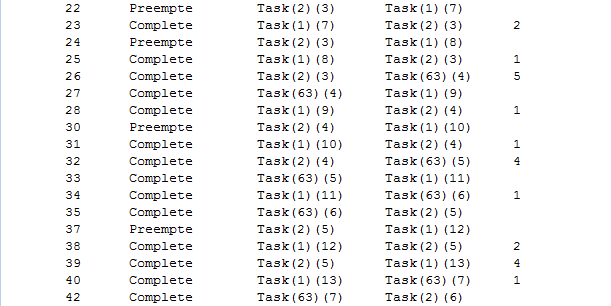 22 Preempte Task(2)(3) Task(1)(7)
23 Complete Task(1)(7) Task(2)(3) 2
24 Preempte Task(2)(3) Task(1)(8)
25 Complete Task(1)(8) Task(2)(3) 1
26 Complete Task(2)(3) Task(63)(4) 5
27 Complete Task(63)(4) Task(1)(9)
28 Complete Task(1)(9) Task(2)(4) 1
30 Preempte Task(2)(4) Task(1)(10)
31 Complete Task(1)(10) Task(2)(4) 1
32 Complete Task(2)(4) Task(63)(5) 4
33 Complete Task(63)(5) Task(1)(11)
34 Complete Task(1)(11) Task(63)(6) 1
35 Complete Task(63)(6) Task(2)(5)
37 Preempte Task(2)(5) Task(1)(12)
38 Complete Task(1)(12) Task(2)(5) 2
39 Complete Task(2)(5) Task(1)(13) 4
40 Complete Task(1)(13) Task(63)(7) 1
42 Complete Task(63)(7) Task(2)(6)